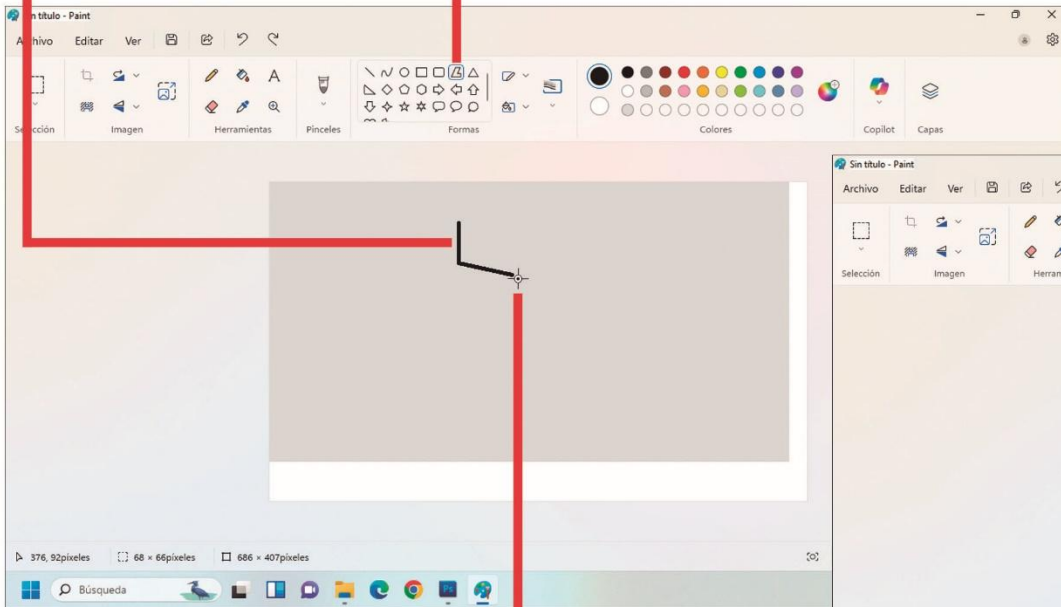 Sin título - Paint
Archivo Editar Ver
Selección Imagen Herramientas Pinceles Formas Colores Copilot Capas
Sin título - Paint
Archivo Editar Ver
Selección Imagen
376, 92píxeles 68 × 66píxeles 686 × 407píxeles
Búsqueda
Ps